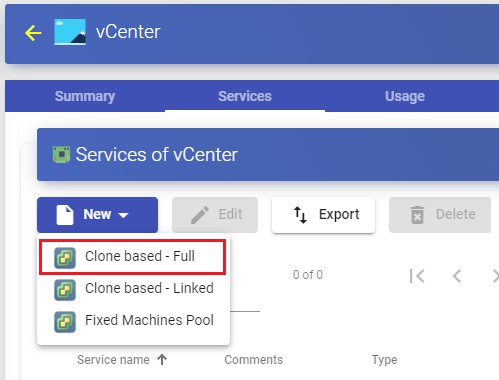 vCenter
Summary Services Usage
Services of vCenter
New Edit Export Delete
Clone based - Full
0 of 0
Clone based - Linked
Fixed Machines Pool
Service name Comments Type